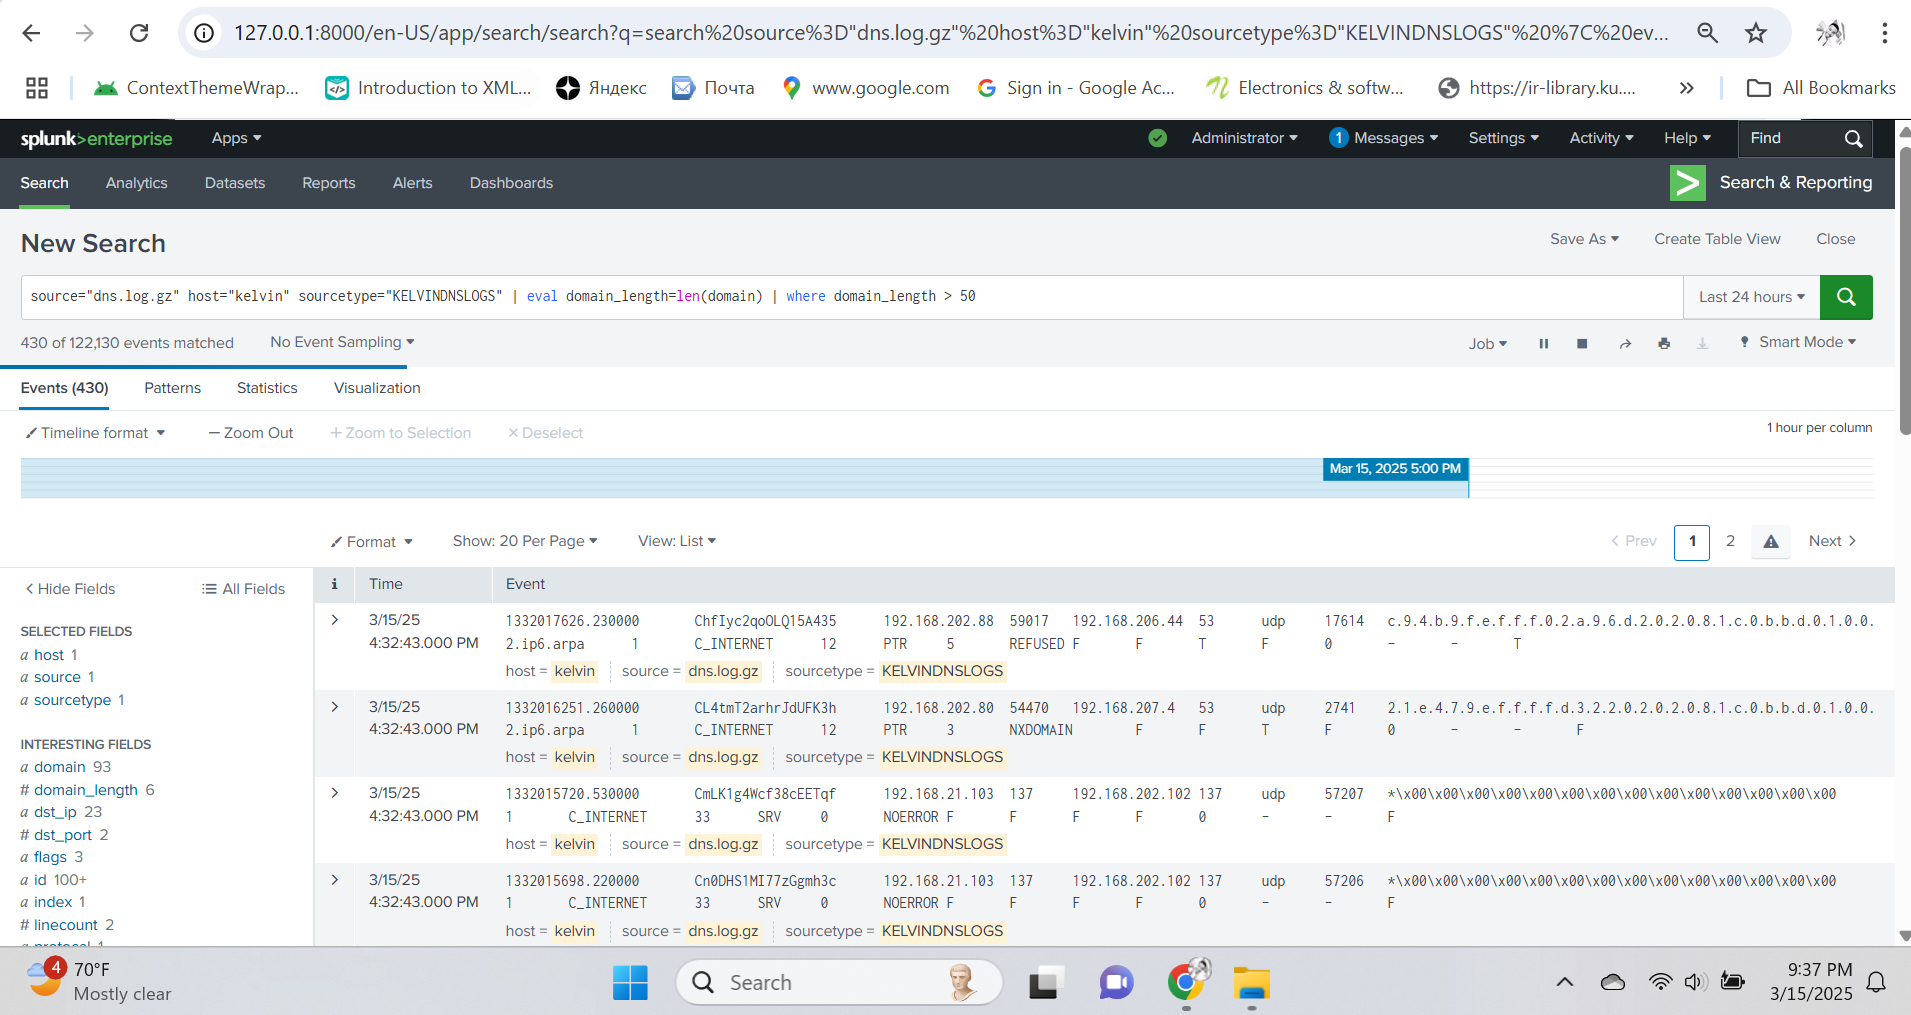 127.0.0.1:8000/en-US/app/search/search?q=search%20source%3D"dns.log.gz"%20host%3D"kelvin"%20sourcetype%3D"KELVINDNSLOGS"%20%7C%20ev...
ContextThemeWrap... Introduction to XML... Яндекс Почта www.google.com Sign in - Google Ac... Electronics & softw... https://ir-library.ku.... » All Bookmarks
splunk>enterprise Apps Administrator 1 Messages Settings Activity Help Find
Search Analytics Datasets Reports Alerts Dashboards Search & Reporting
New Search Save As Create Table View Close
source="dns.log.gz" host="kelvin" sourcetype="KELVINDNSLOGS" | eval domain_length=len(domain) | where domain_length > 50 Last 24 hours
430 of 122,130 events matched No Event Sampling Job Smart Mode
Events (430) Patterns Statistics Visualization
Timeline format — Zoom Out + Zoom to Selection × Deselect 1 hour per column
Mar 15, 2025 5:00 PM
Format Show: 20 Per Page View: List < Prev 1 2 Next >
< Hide Fields All Fields
SELECTED FIELDS
a host 1
a source 1
a sourcetype 1
INTERESTING FIELDS
a domain 93
# domain_length 6
a dst_ip 23
# dst_port 2
a flags 3
a id 100+
a index 1
# linecount 2
a protocol 1
i Time Event
> 3/15/25 1332017626.230000 ChfIyc2qoOLQ15A435 192.168.202.88 59017 192.168.206.44 53 udp 17614 c.9.4.b.9.f.e.f.f.f.0.2.a.9.6.d.2.0.2.0.8.1.c.0.b.b.d.0.1.0.0.
4:32:43.000 PM 2.ip6.arpa 1 C_INTERNET 12 PTR 5 REFUSED F F T F 0 - - T
host = kelvin source = dns.log.gz sourcetype = KELVINDNSLOGS
> 3/15/25 1332016251.260000 CL4tmT2arhrJdUFK3h 192.168.202.80 54470 192.168.207.4 53 udp 2741 2.1.e.4.7.9.e.f.f.f.f.d.3.2.2.0.2.0.2.0.8.1.c.0.b.b.d.0.1.0.0.
4:32:43.000 PM 2.ip6.arpa 1 C_INTERNET 12 PTR 3 NXDOMAIN F F T F 0 - - F
host = kelvin source = dns.log.gz sourcetype = KELVINDNSLOGS
> 3/15/25 1332015720.530000 CmLK1g4Wcf38cEETqf 192.168.21.103 137 192.168.202.102 137 udp 57207 *\x00\x00\x00\x00\x00\x00\x00\x00\x00\x00\x00\x00\x00\x00
4:32:43.000 PM 1 C_INTERNET 33 SRV 0 NOERROR F F F F 0 - - F
host = kelvin source = dns.log.gz sourcetype = KELVINDNSLOGS
> 3/15/25 1332015698.220000 Cn0DHS1MI77zGgmh3c 192.168.21.103 137 192.168.202.102 137 udp 57206 *\x00\x00\x00\x00\x00\x00\x00\x00\x00\x00\x00\x00\x00\x00
4:32:43.000 PM 1 C_INTERNET 33 SRV 0 NOERROR F F F F 0 - - F
host = kelvin source = dns.log.gz sourcetype = KELVINDNSLOGS
4 70°F
Mostly clear
Search
9:37 PM
3/15/2025